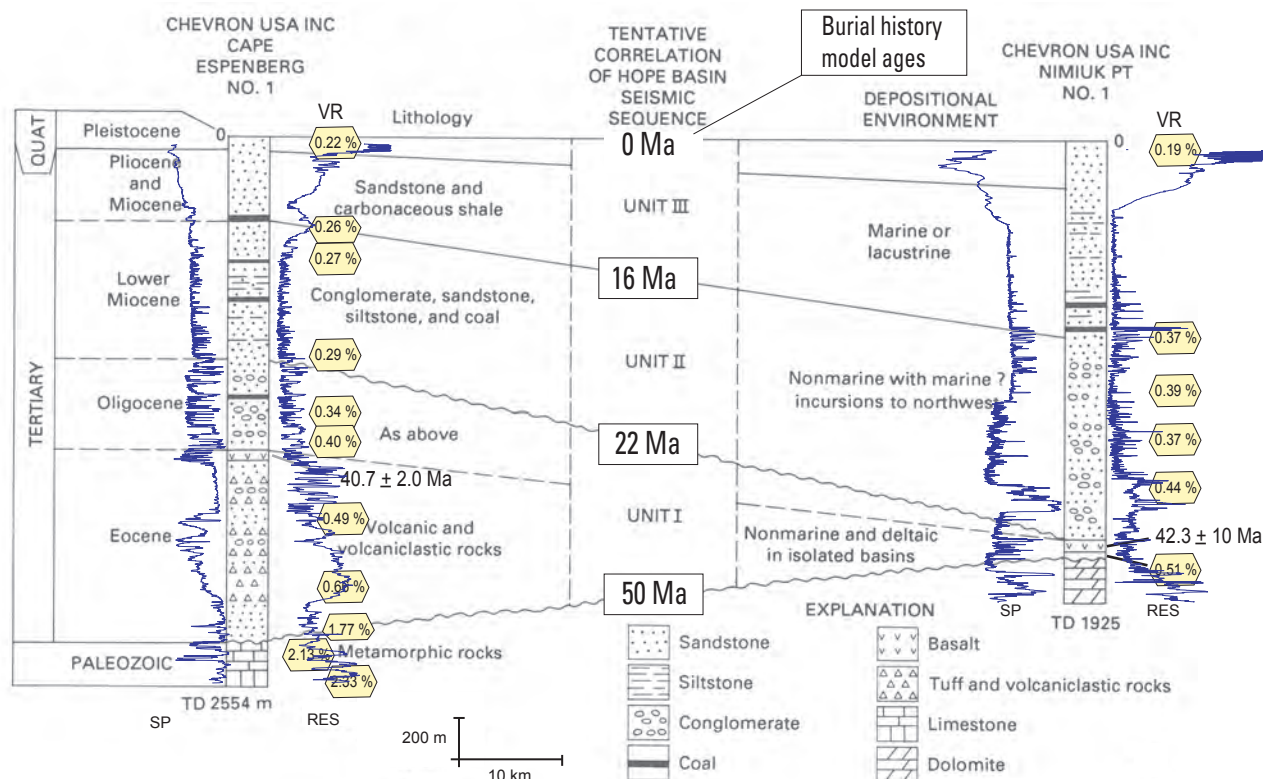 CHEVRON USA INC
CAPE
ESPENBERG
NO. 1
TENTATIVE
CORRELATION
OF HOPE BASIN
SEISMIC
SEQUENCE
Burial history
model ages
CHEVRON USA INC
NIMIUK PT
NO. 1
VR
Lithology
DEPOSITIONAL
ENVIRONMENT
VR
QUAT
TERTIARY
Pleistocene
Pliocene
and
Miocene
Lower
Miocene
Oligocene
Eocene
PALEOZOIC
0
0.22 %
0.26 %
0.27 %
0.29 %
0.34 %
0.40 %
40.7 ± 2.0 Ma
0.49 %
1.77 %
2.13 %
2.33 %
Sandstone and
carbonaceous shale
Conglomerate, sandstone,
siltstone, and coal
As above
Volcanic and
volcaniclastic rocks
Metamorphic rocks
0 Ma
UNIT III
16 Ma
UNIT II
22 Ma
UNIT I
50 Ma
Marine or
lacustrine
Nonmarine with marine ?
incursions to northwest
Nonmarine and deltaic
in isolated basins
0
0.19 %
0.37 %
0.39 %
0.37 %
0.44 %
42.3 ± 10 Ma
0.51 %
SP
RES
TD 1925
TD 2554 m
SP
RES
200 m
10 km
EXPLANATION
Sandstone
Siltstone
Conglomerate
Coal
Basalt
Tuff and volcaniclastic rocks
Limestone
Dolomite